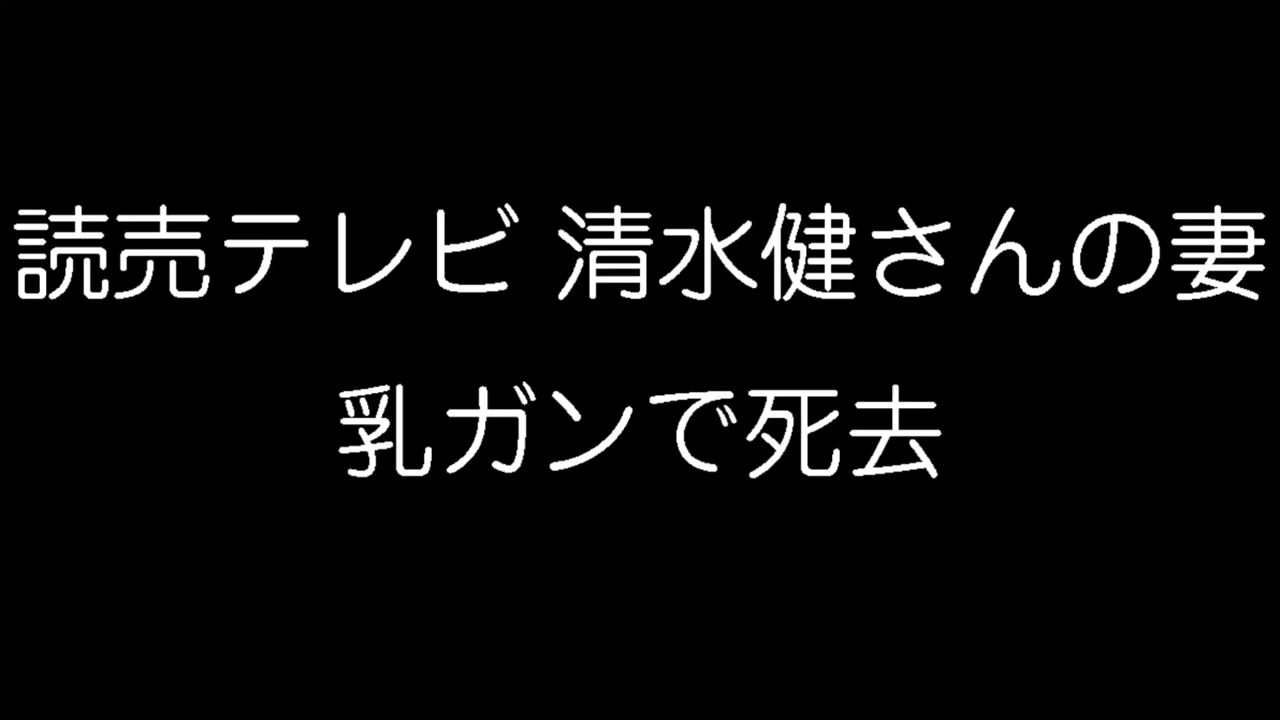 読売テレビ 清水健さんの妻
乳ガンで死去